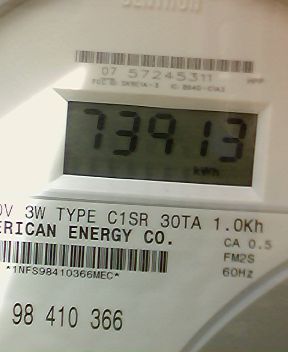 CENTRON
07 57245311
73913
kWh
0V 3W TYPE C1SR 30TA 1.0Kh
ERICAN ENERGY CO.
CA 0.5
FM2S
60Hz
*1NFS98410366MEC*
98 410 366